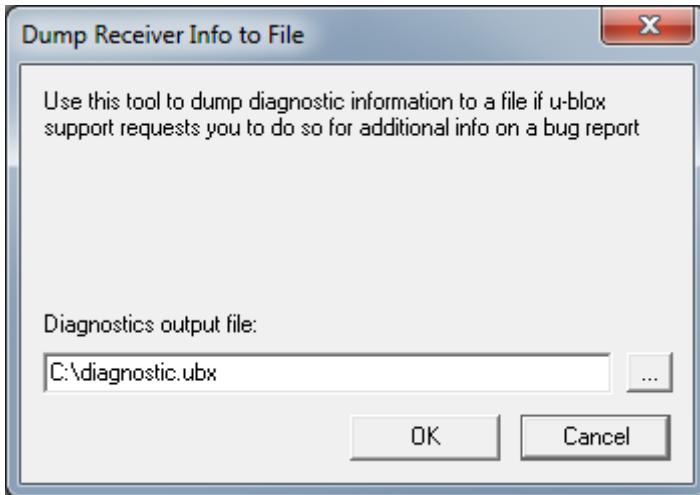 Dump Receiver Info to File
Use this tool to dump diagnostic information to a file if u-blox
support requests you to do so for additional info on a bug report
Diagnostics output file:
C:\diagnostic.ubx
...
OK
Cancel